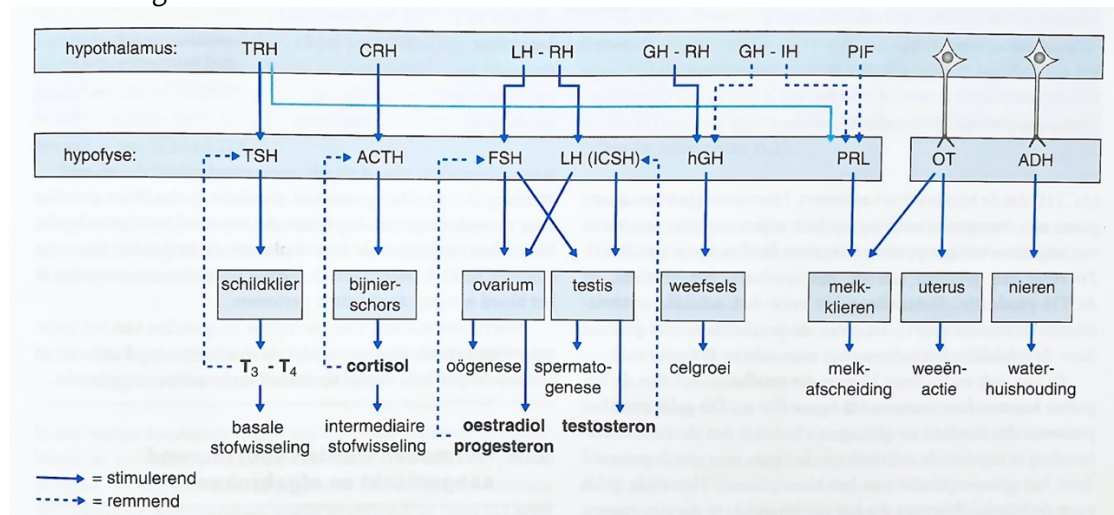 hypothalamus: TRH CRH LH - RH GH - RH GH - IH PIF
hypofyse: TSH ACTH FSH LH (ICSH) hGH PRL OT ADH
schildklier bijnier- ovarium testis weefsels melk- uterus nieren
schors klieren
T3 - T4 cortisol oögenese spermato- celgroei melk- weeën- water-
genese afscheiding actie huishouding
basale intermediaire oestradiol testosteron
stofwisseling stofwisseling progesteron
= stimulerend
= remmend